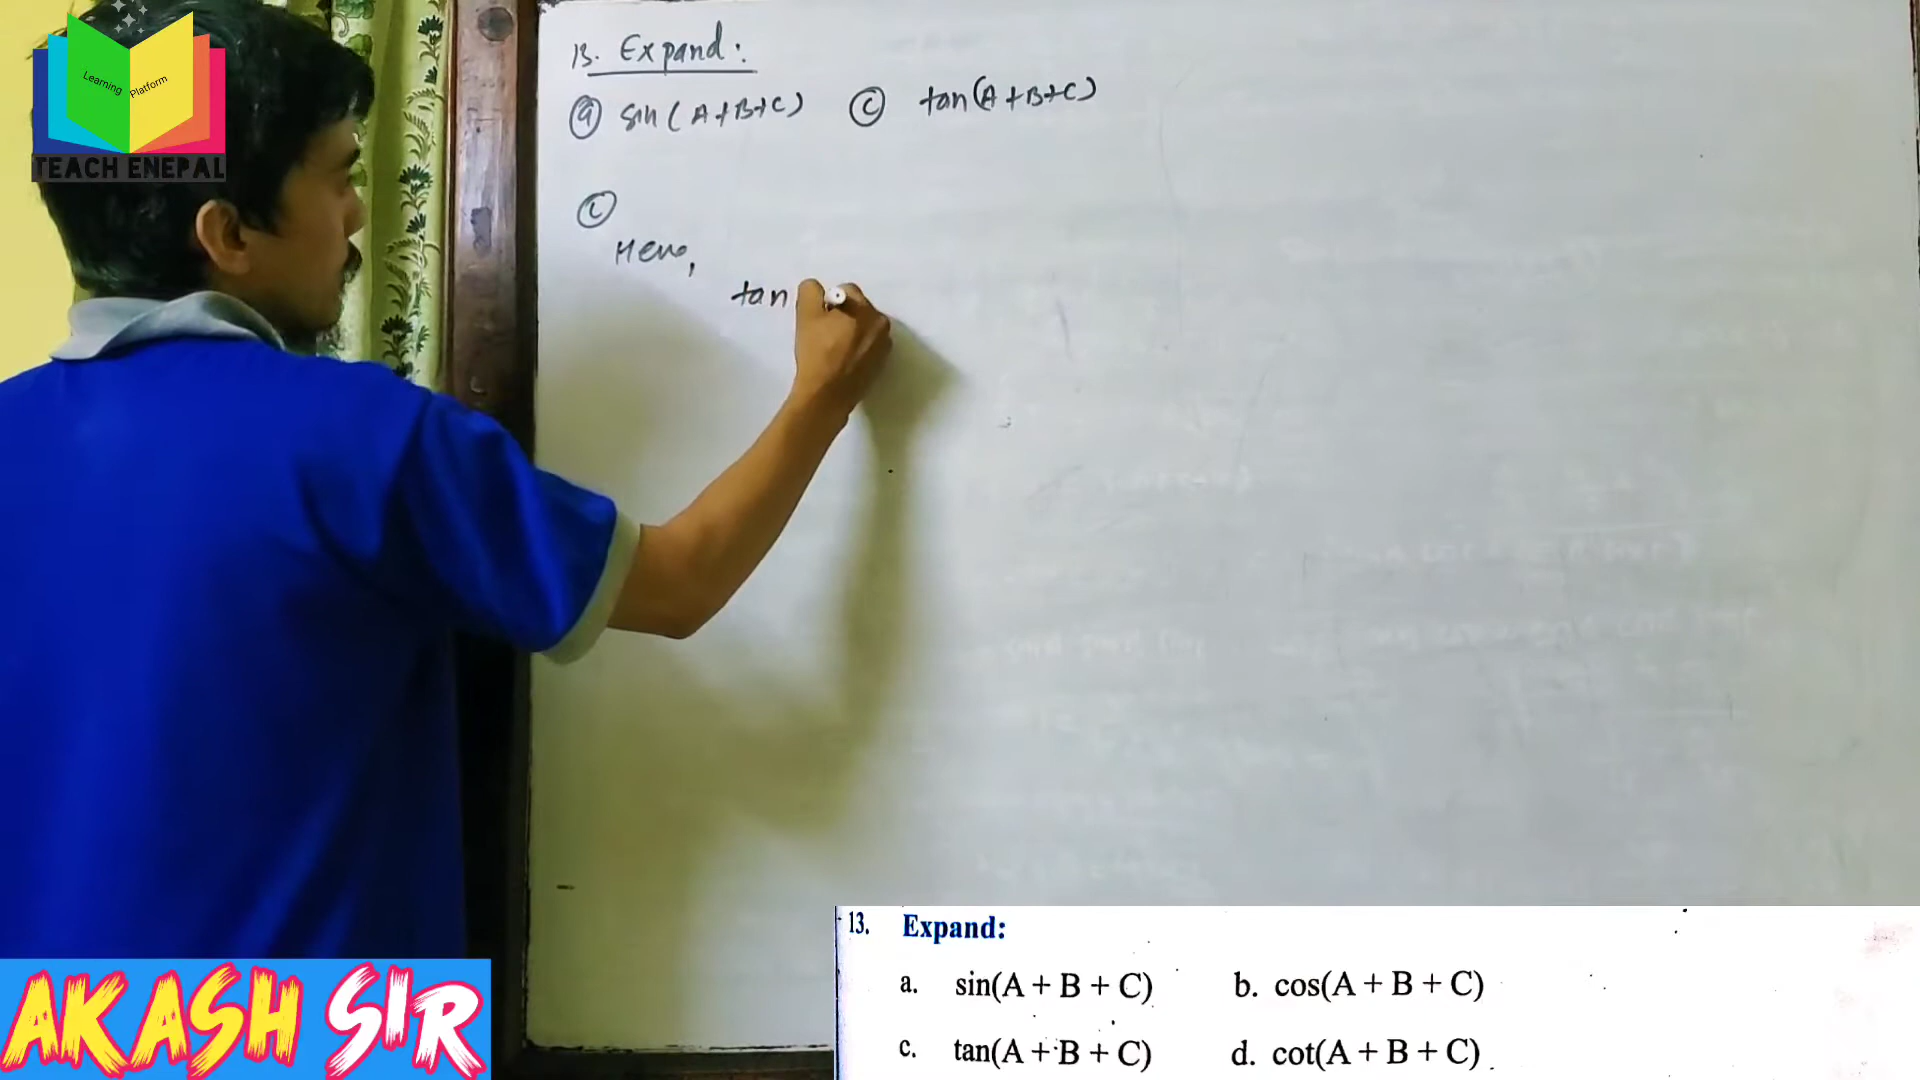 Learning Platform
TEACH ENEPAL
13. Expand:
a sin(A+B+C) c tan(A+B+C)
c
Here,
tan
13. Expand:
a. sin(A + B + C) b. cos(A + B + C)
c. tan(A + B + C) d. cot(A + B + C)
AKASH SIR